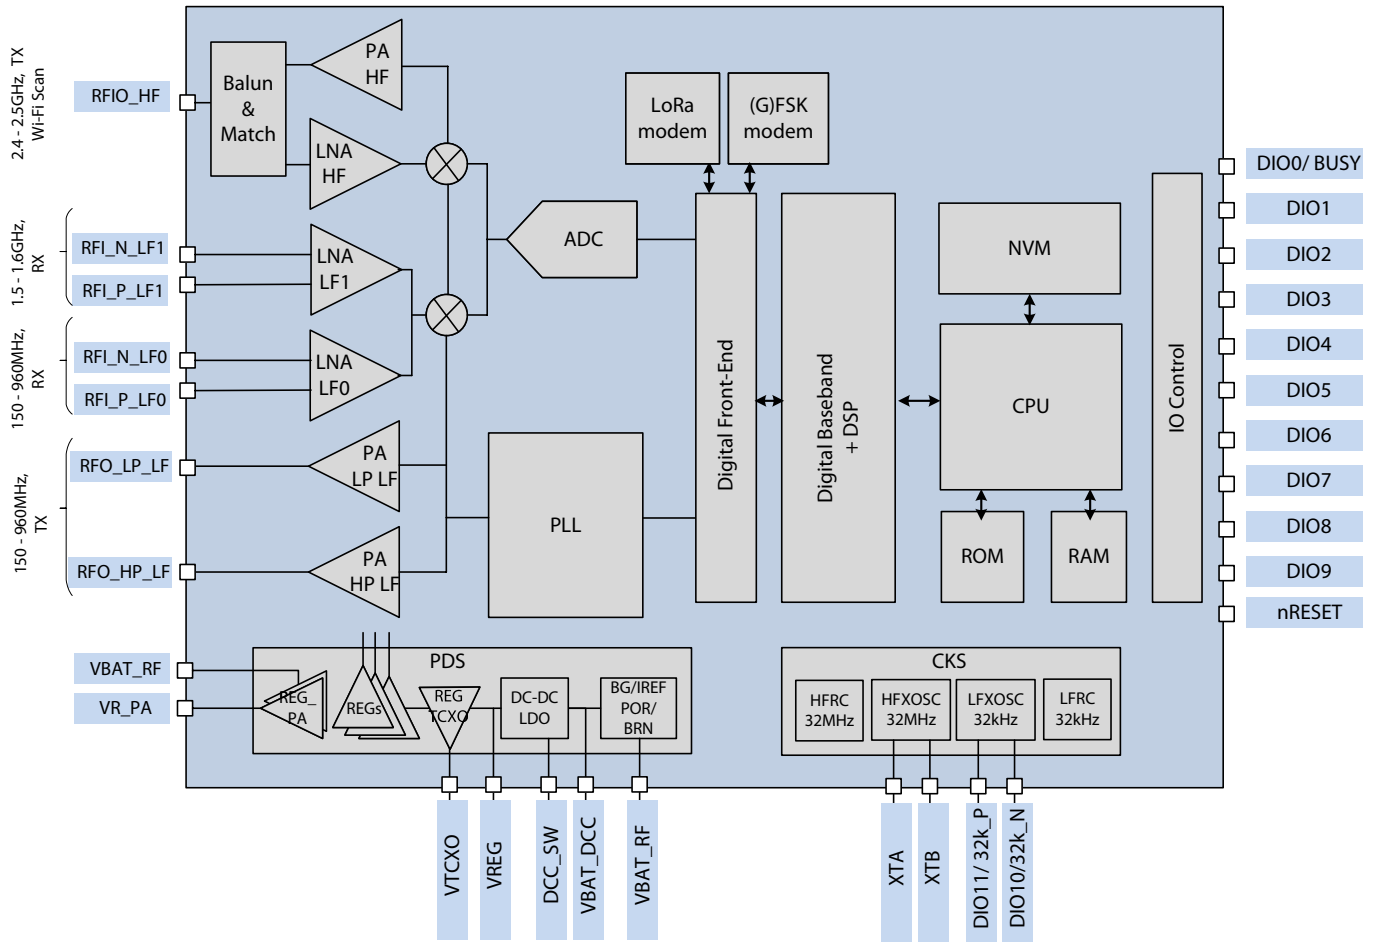 2.4 - 2.5GHz, TX
Wi-Fi Scan
RFIO_HF
Balun
&
Match
PA
HF
LNA
HF
1.5 - 1.6GHz,
RX
RFI_N_LF1
RFI_P_LF1
LNA
LF1
150 - 960MHz,
RX
RFI_N_LF0
RFI_P_LF0
LNA
LF0
150 - 960MHz,
TX
RFO_LP_LF
PA
LP LF
RFO_HP_LF
PA
HP LF
ADC
PLL
LoRa
modem
(G)FSK
modem
Digital Front-End
Digital Baseband
+ DSP
NVM
CPU
ROM
RAM
IO Control
DIO0/ BUSY
DIO1
DIO2
DIO3
DIO4
DIO5
DIO6
DIO7
DIO8
DIO9
nRESET
VBAT_RF
VR_PA
PDS
REG_
PA
REGs
REG
TCXO
DC-DC
LDO
BG/IREF
POR/
BRN
VTCXO
VREG
DCC_SW
VBAT_DCC
VBAT_RF
CKS
HFRC
32MHz
HFXOSC
32MHz
LFXOSC
32kHz
LFRC
32kHz
XTA
XTB
DIO11/ 32k_P
DIO10/32k_N